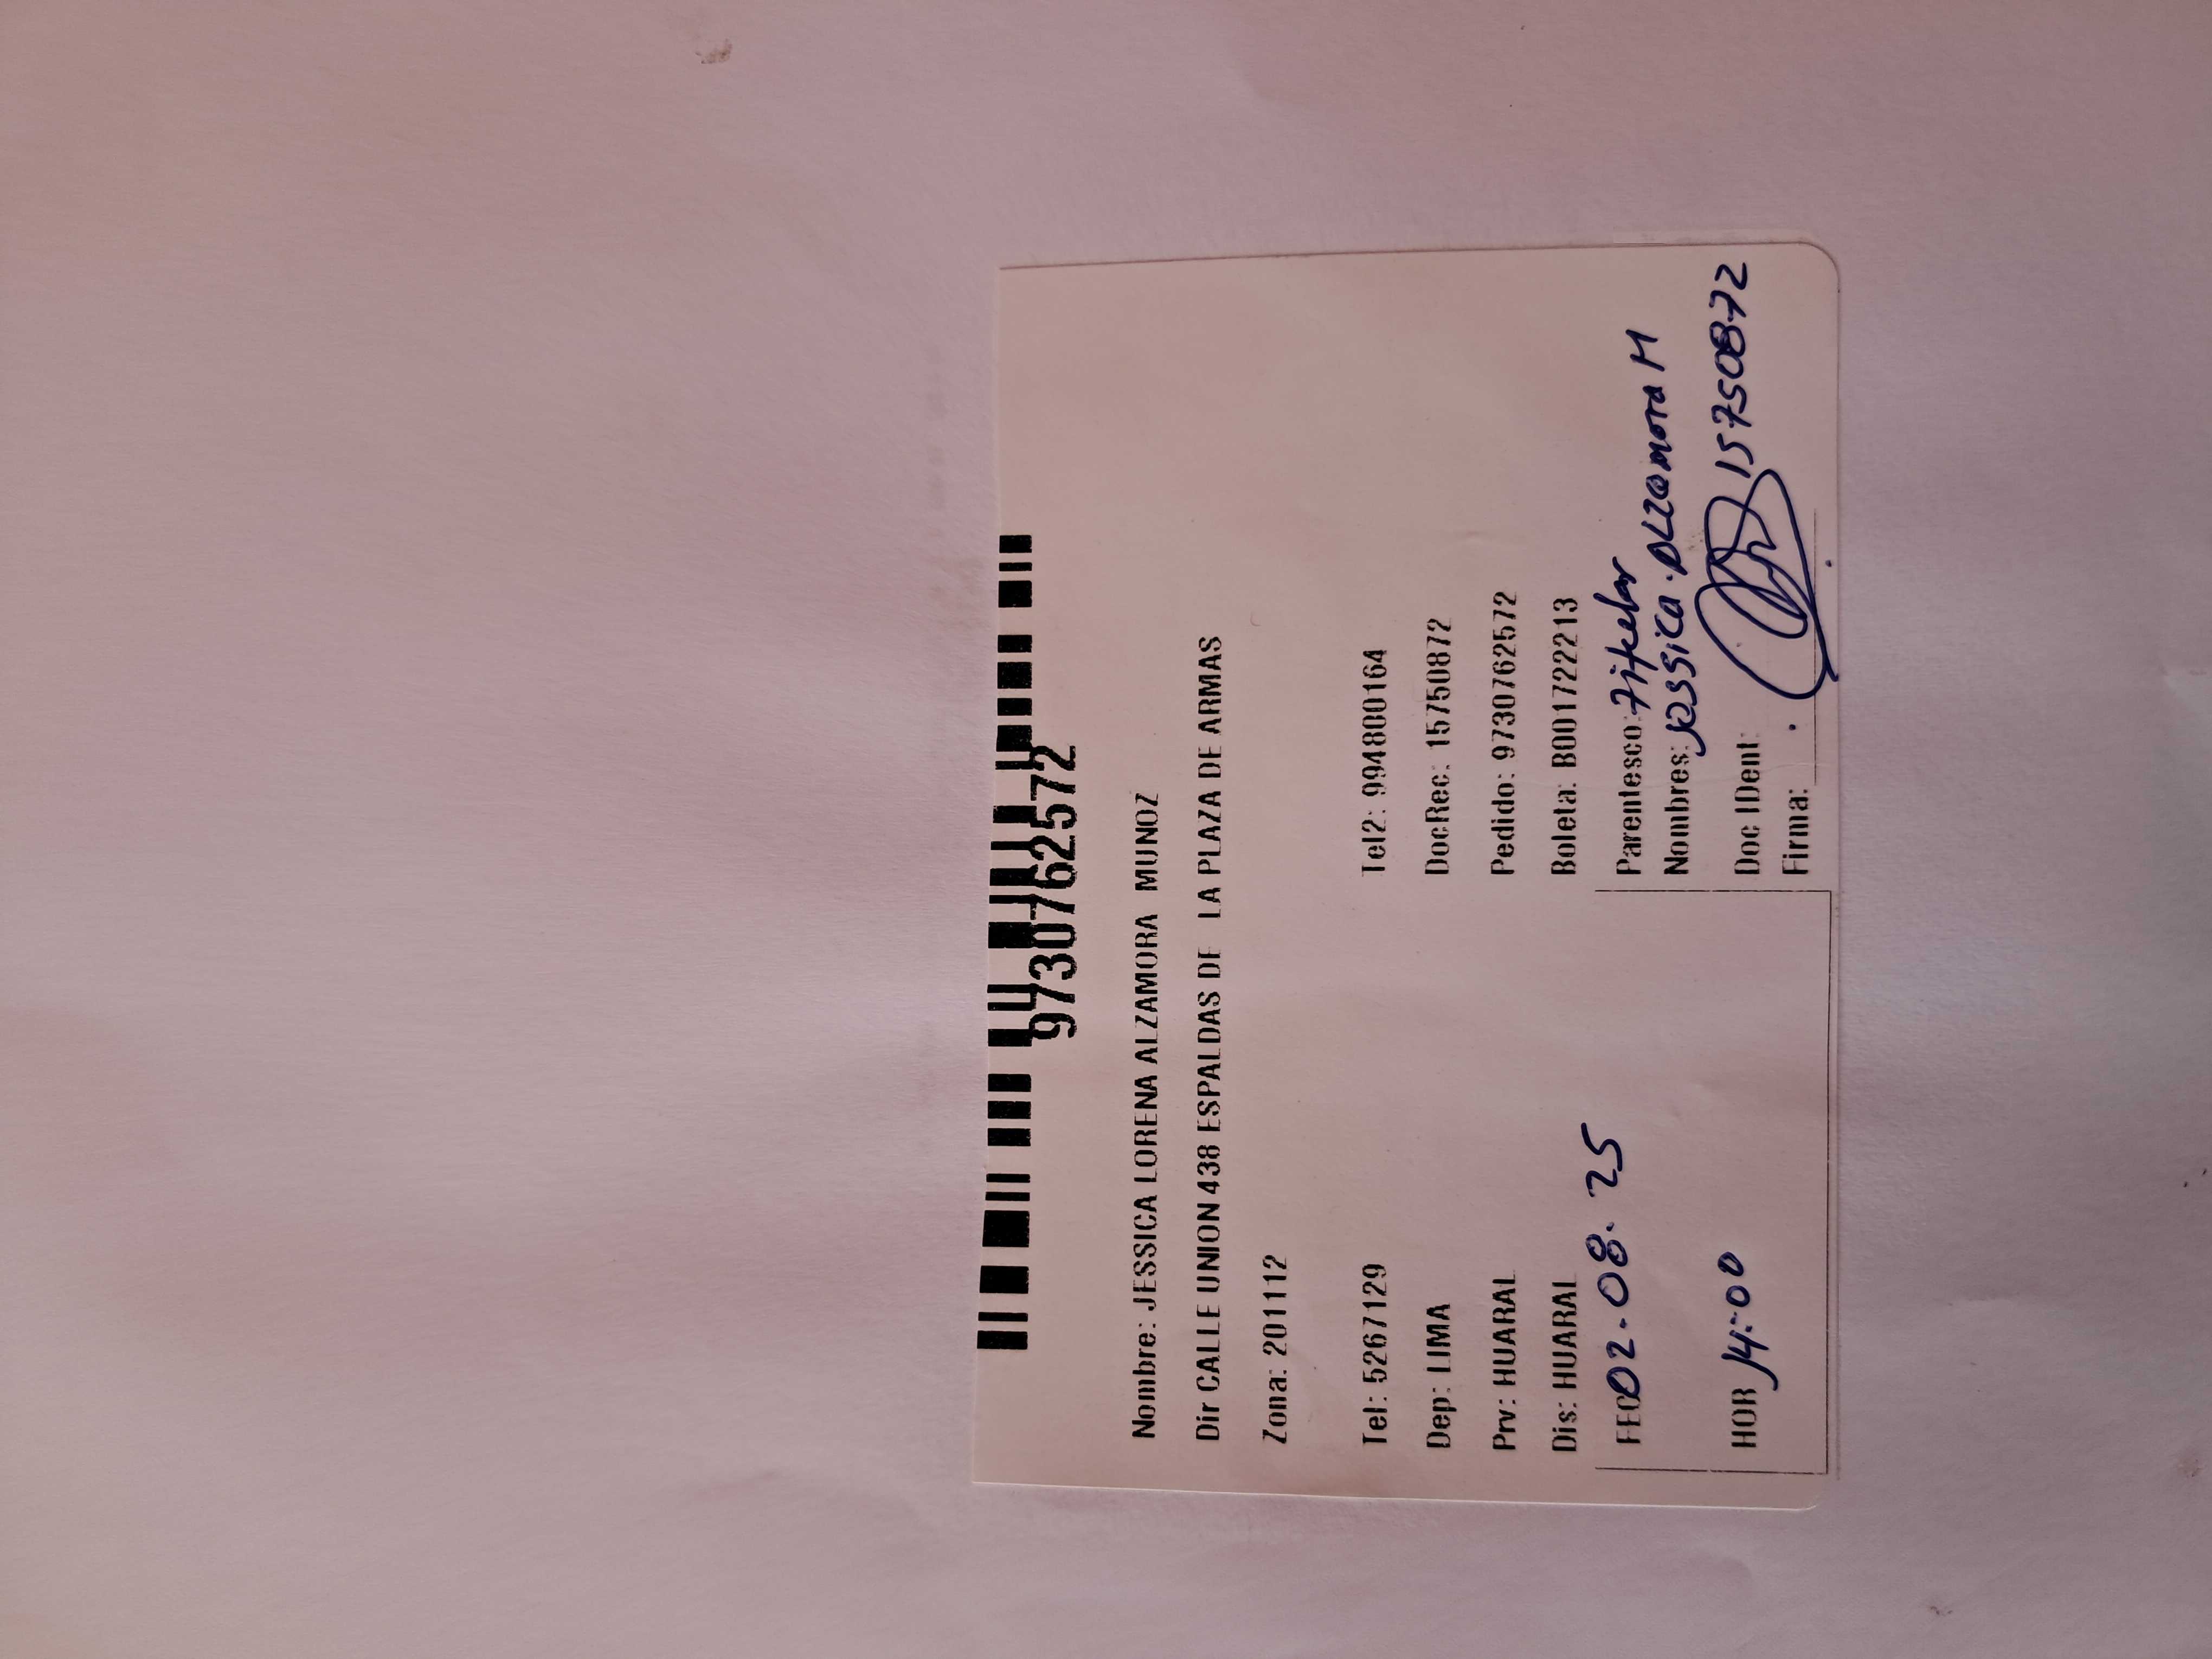 9730762572
Nombre: JESSICA LORENA ALZAMORA MUNOZ
Dir CALLE UNION 438 ESPALDAS DE LA PLAZA DE ARMAS
Zona: 201112
Tel: 5267129 Tel2: 994800164
Dep: LIMA DocRec: 15750872
Prv: HUARAL Pedido: 9730762572
Dis: HUARAL Boleta: B001722213
FEC 02-08-25 Parentesco: Titular
Nombres: Jessica ALZamora M
HOR 14:00 Doc IDent: 15750872
Firma: